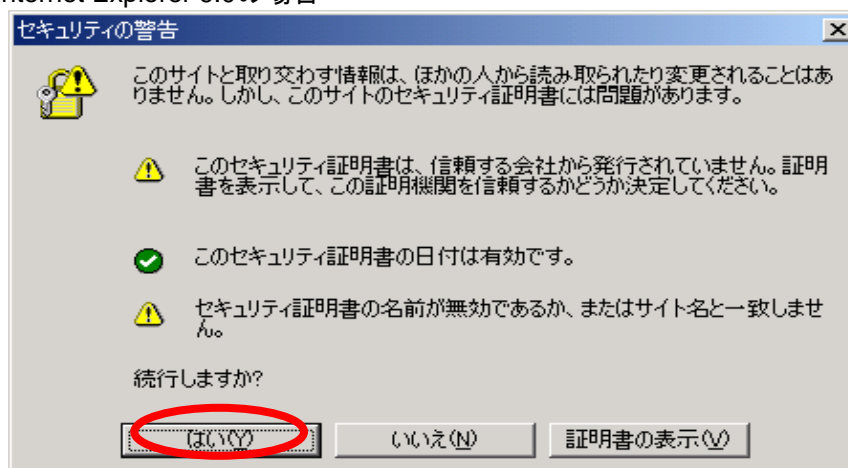 nternet Explorer 6.0の場合
セキュリティの警告
このサイトと取り交わす情報は、ほかの人から読み取られたり変更されることはあ
りません。しかし、このサイトのセキュリティ証明書には問題があります。
このセキュリティ証明書は、信頼する会社から発行されていません。証明
書を表示して、この証明機関を信頼するかどうか決定してください。
このセキュリティ証明書の日付は有効です。
セキュリティ証明書の名前が無効であるか、またはサイト名と一致しませ
ん。
続行しますか?
はい(Y)
いいえ(N)
証明書の表示(V)